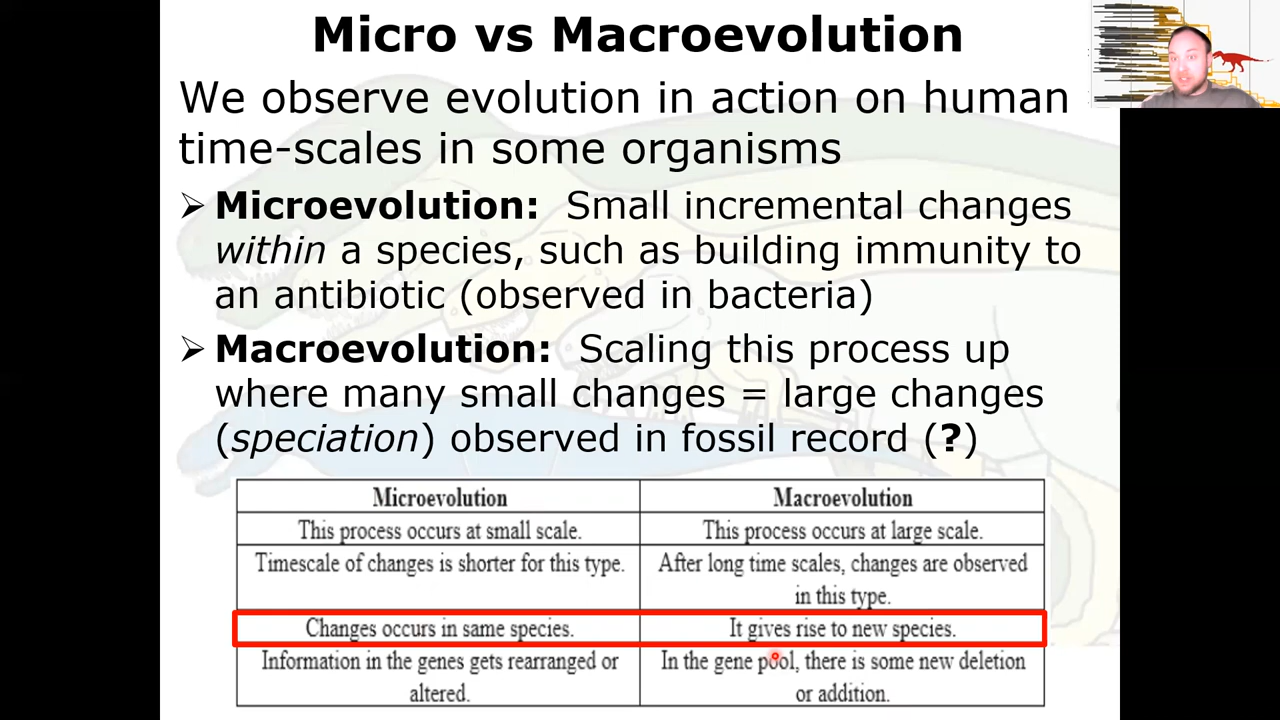 Micro vs Macroevolution
We observe evolution in action on human
time-scales in some organisms
➢ Microevolution: Small incremental changes
within a species, such as building immunity to
an antibiotic (observed in bacteria)
➢ Macroevolution: Scaling this process up
where many small changes = large changes
(speciation) observed in fossil record (?)
Microevolution Macroevolution
This process occurs at small scale. This process occurs at large scale.
Timescale of changes is shorter for this type. After long time scales, changes are observed
in this type.
Changes occurs in same species. It gives rise to new species.
Information in the genes gets rearranged or In the gene pool, there is some new deletion
altered. or addition.